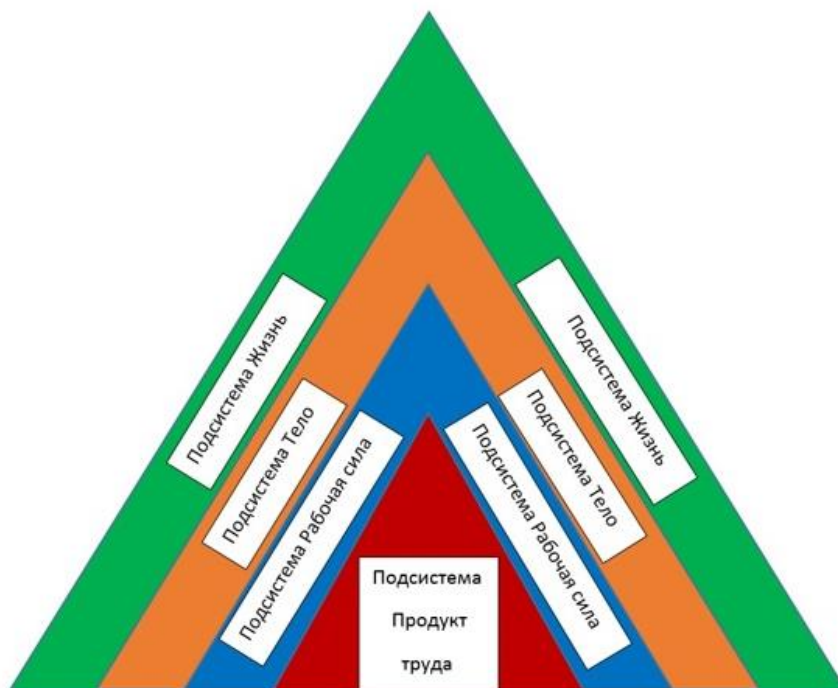 Подсистема Жизнь
Подсистема Тело
Подсистема Рабочая сила
Подсистема
Продукт
труда
Подсистема Рабочая сила
Подсистема Тело
Подсистема Жизнь